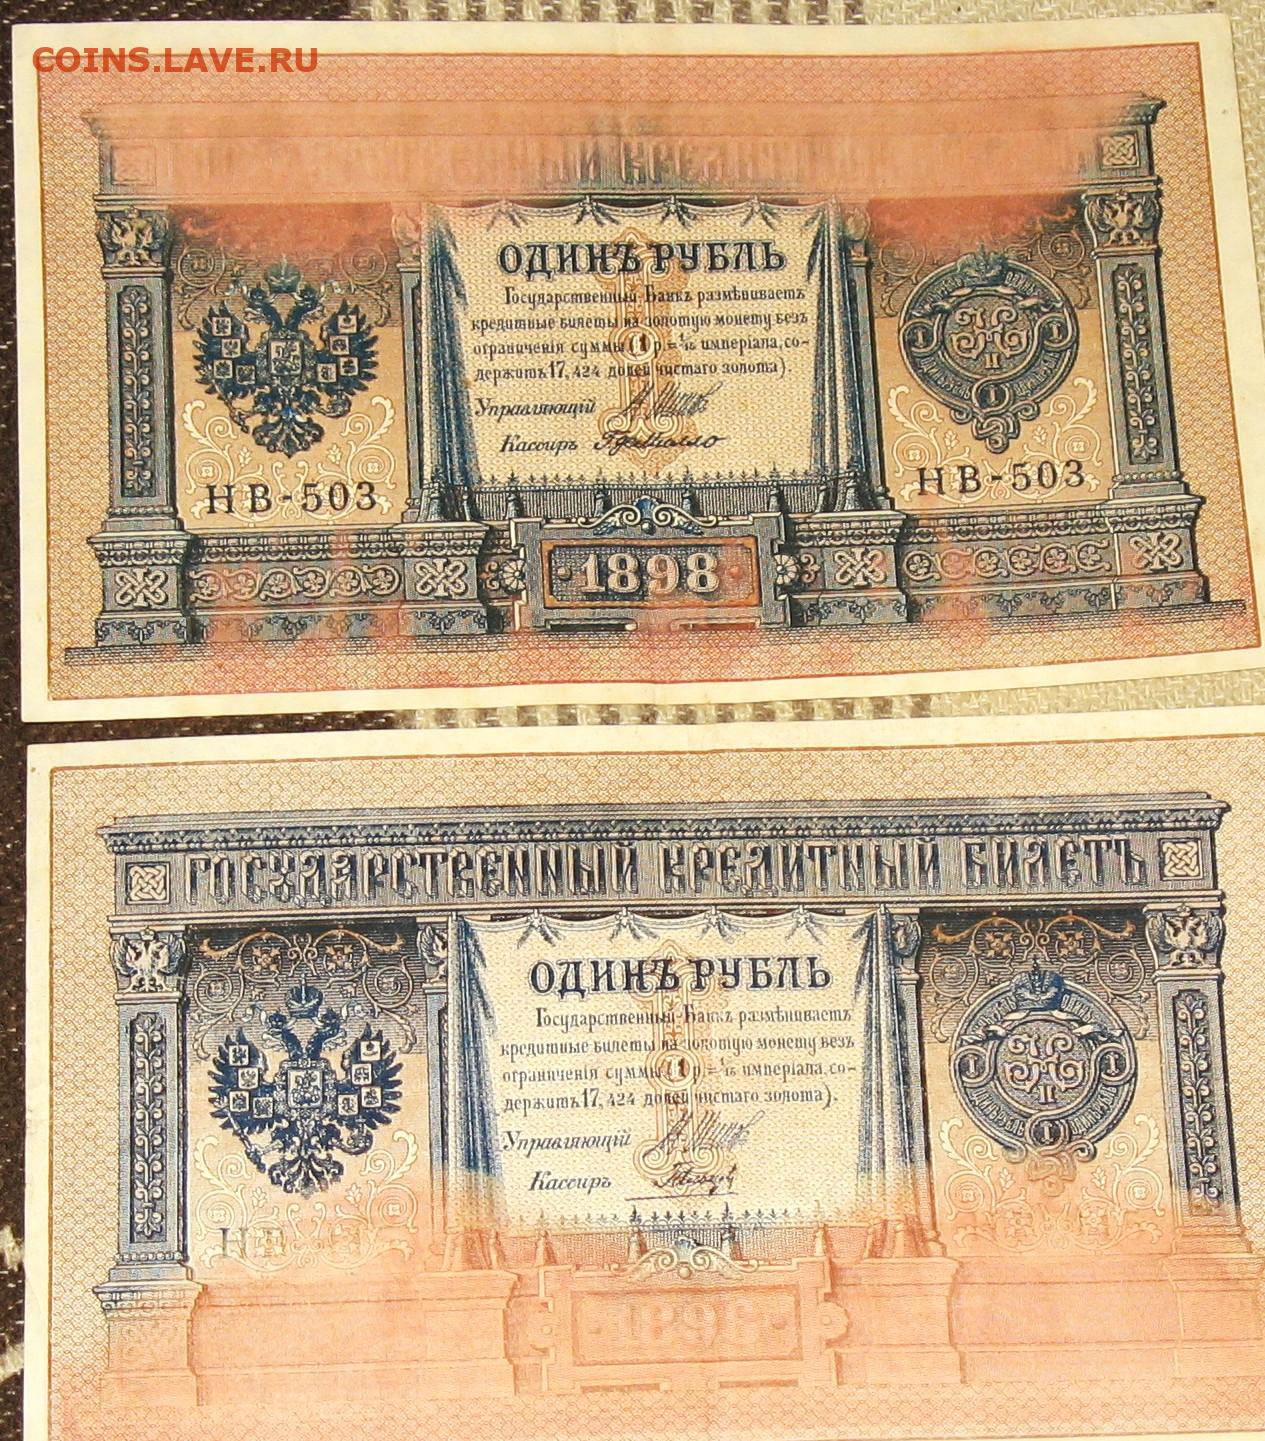 COINS.LAVE.RU
КРЕДИТ
ОДИНЪ РУБЛЬ
Государственный Банкъ размѣниваетъ
кредитные билеты на золотую монету безъ
ограниченія суммы (1 р.= 1/15 имперіала, со-
держитъ 17,424 долей чистаго золота).
Управляющій
Кассиръ
НВ-503
НВ-503
1898
ГОСУДАРСТВЕННЫЙ КРЕДИТНЫЙ БИЛЕТЪ
ОДИНЪ РУБЛЬ
Государственный Банкъ размѣниваетъ
кредитные билеты на золотую монету безъ
ограниченія суммы (1 р.= 1/15 имперіала, со-
держитъ 17,424 долей чистаго золота).
Управляющій
Кассиръ
1898